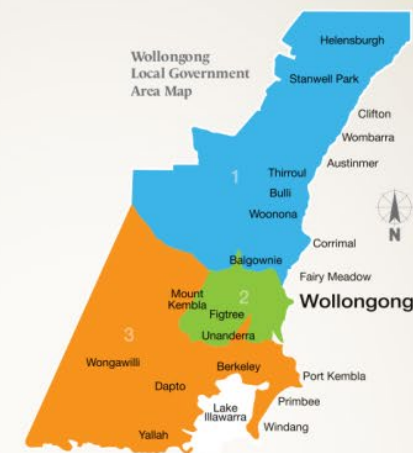 Wollongong
Local Government
Area Map
Helensburgh
Stanwell Park
Clifton
Wombarra
Austinmer
Thirroul
1
Bulli
Woonona
N
Corrimal
Balgownie
Fairy Meadow
Mount
Kembla
2
Wollongong
Figtree
3
Unanderra
Wongawilli
Berkeley
Port Kembla
Dapto
Primbee
Lake
Illawarra
Windang
Yallah